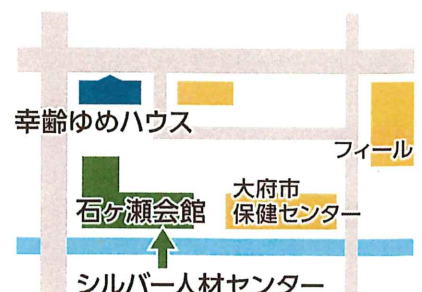 幸齢ゆめハウス
フィール
石ヶ瀬会館
大府市
保健センター
シルバー人材センター